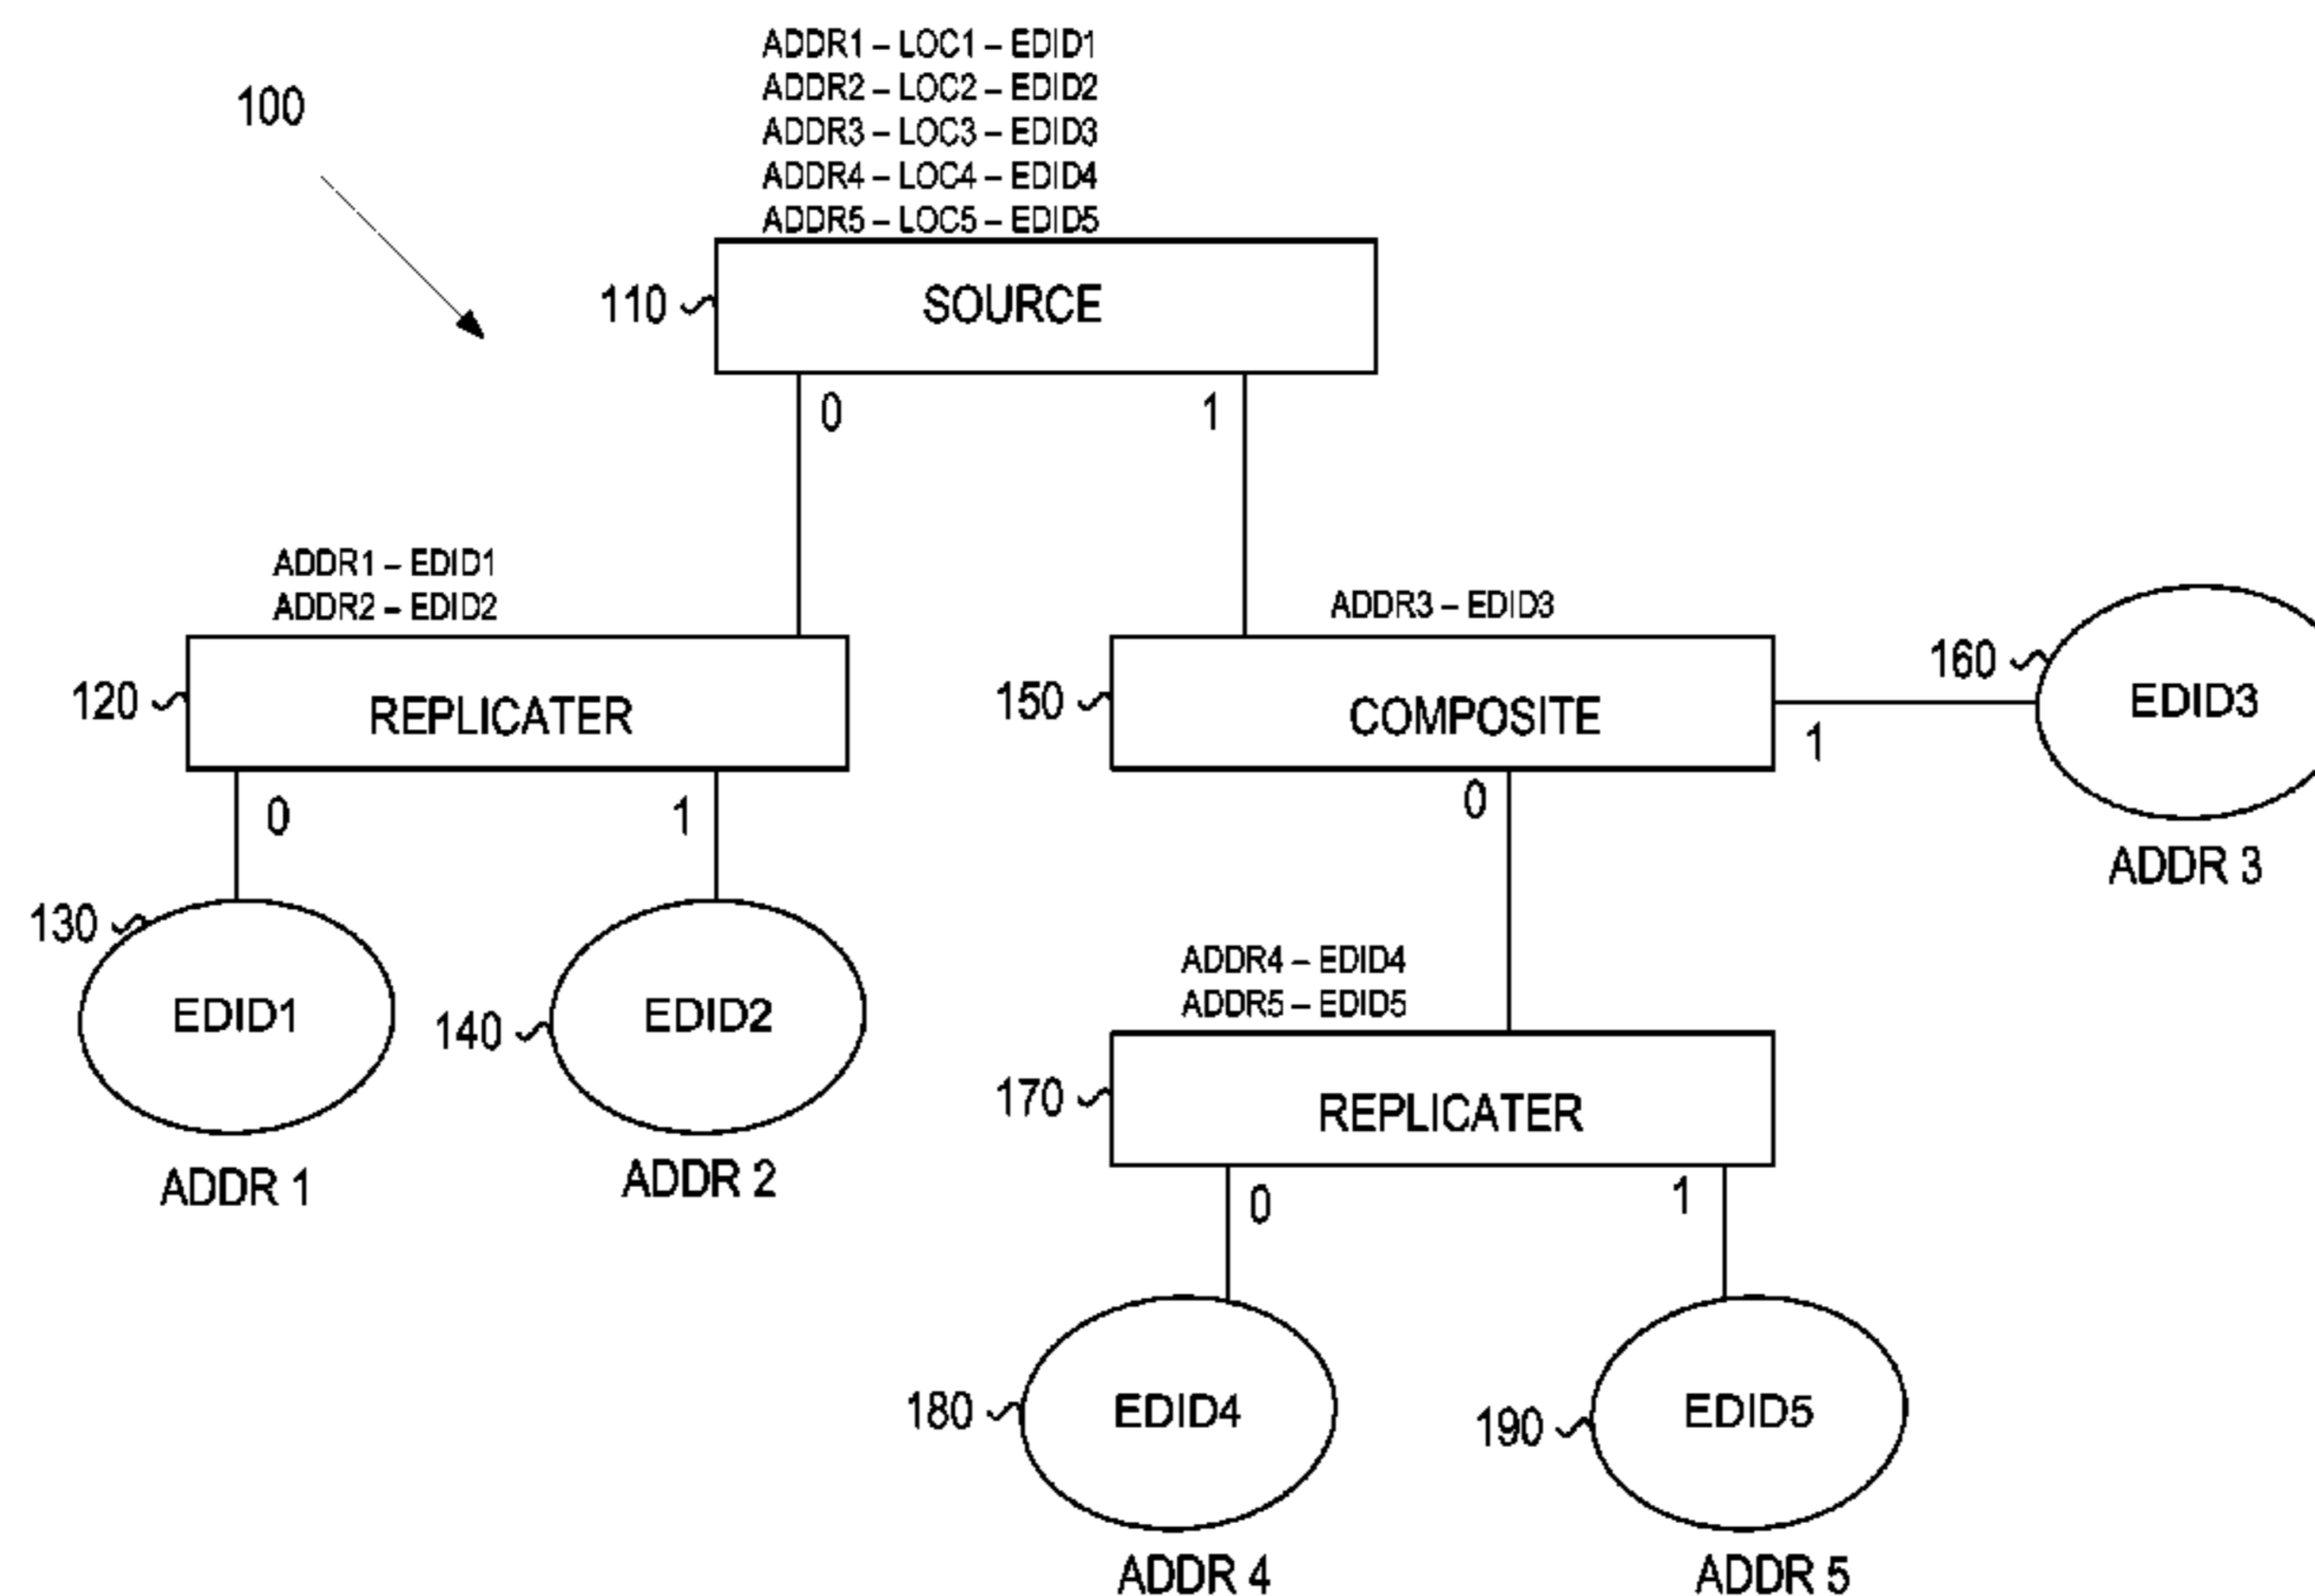 ADDR1 – LOC1 – EDID1
ADDR2 – LOC2 – EDID2
ADDR3 – LOC3 – EDID3
ADDR4 – LOC4 – EDID4
ADDR5 – LOC5 – EDID5
100
110
SOURCE
0
1
ADDR1 – EDID1
ADDR2 – EDID2
120
REPLICATER
0
1
130
EDID1
ADDR 1
140
EDID2
ADDR 2
ADDR3 – EDID3
150
COMPOSITE
1
0
160
EDID3
ADDR 3
ADDR4 – EDID4
ADDR5 – EDID5
170
REPLICATER
0
1
180
EDID4
ADDR 4
190
EDID5
ADDR 5